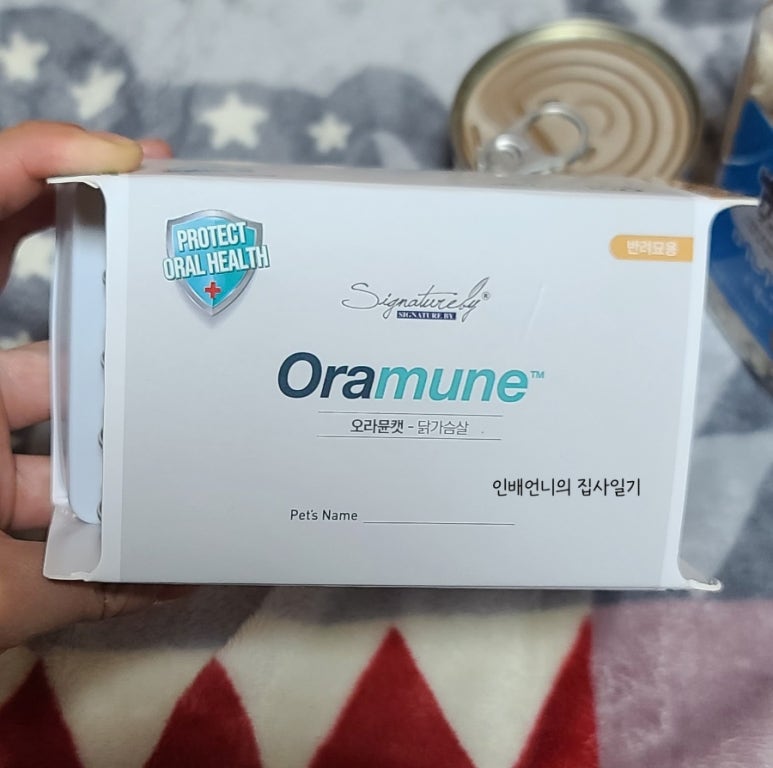 PROTECT
ORAL HEALTH
반려묘용
Signatureby®
SIGNATURE BY
Oramune™
오라뮨캣 - 닭가슴살
인배언니의 집사일기
Pet's Name